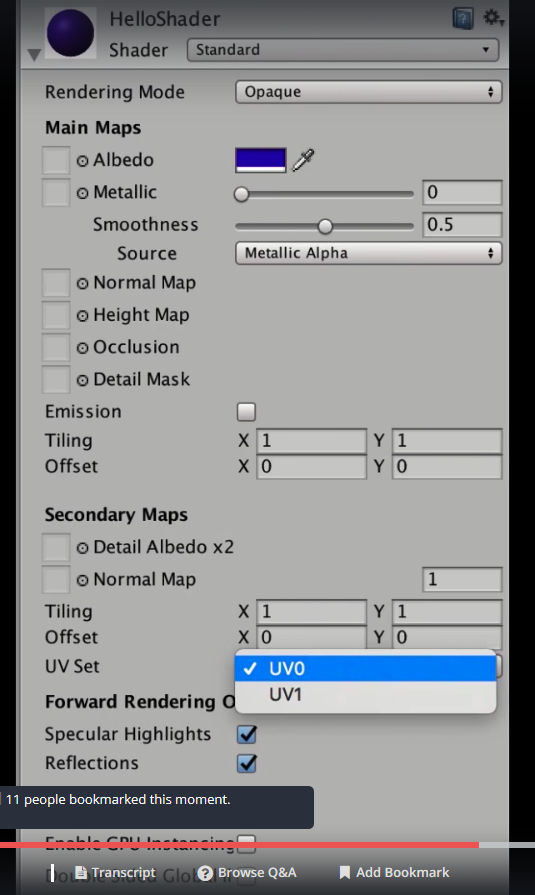 HelloShader
Shader Standard
Rendering Mode Opaque
Main Maps
Albedo
Metallic 0
Smoothness 0.5
Source Metallic Alpha
Normal Map
Height Map
Occlusion
Detail Mask
Emission
Tiling X 1 Y 1
Offset X 0 Y 0
Secondary Maps
Detail Albedo x2
Normal Map 1
Tiling X 1 Y 1
Offset X 0 Y 0
UV Set ✓ UV0
UV1
Forward Rendering O
Specular Highlights
Reflections
11 people bookmarked this moment.
Enable GPU Instancing
Transcript Browse Q&A Add Bookmark
Double Sided Global